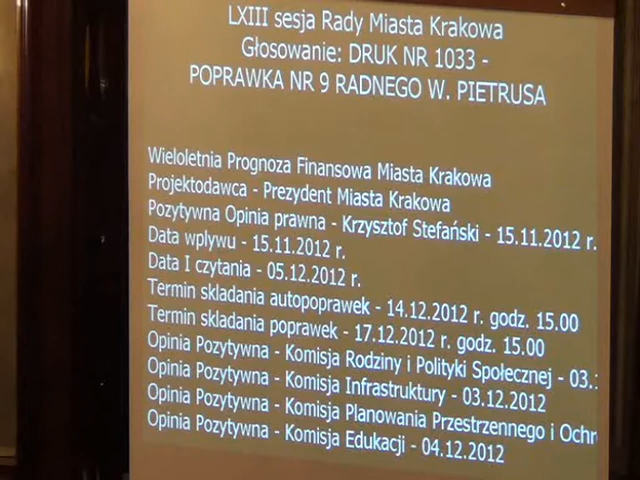 LXIII sesja Rady Miasta Krakowa
Głosowanie: DRUK NR 1033 -
POPRAWKA NR 9 RADNEGO W. PIETRUSA
Wieloletnia Prognoza Finansowa Miasta Krakowa
Projektodawca - Prezydent Miasta Krakowa
Pozytywna Opinia prawna - Krzysztof Stefański - 15.11.2012 r.
Data wpływu - 15.11.2012 r.
Data I czytania - 05.12.2012 r.
Termin składania autopoprawek - 14.12.2012 r. godz. 15.00
Termin składania poprawek - 17.12.2012 r. godz. 15.00
Opinia Pozytywna - Komisja Rodziny i Polityki Społecznej - 03.1
Opinia Pozytywna - Komisja Infrastruktury - 03.12.2012
Opinia Pozytywna - Komisja Planowania Przestrzennego i Ochr
Opinia Pozytywna - Komisja Edukacji - 04.12.2012